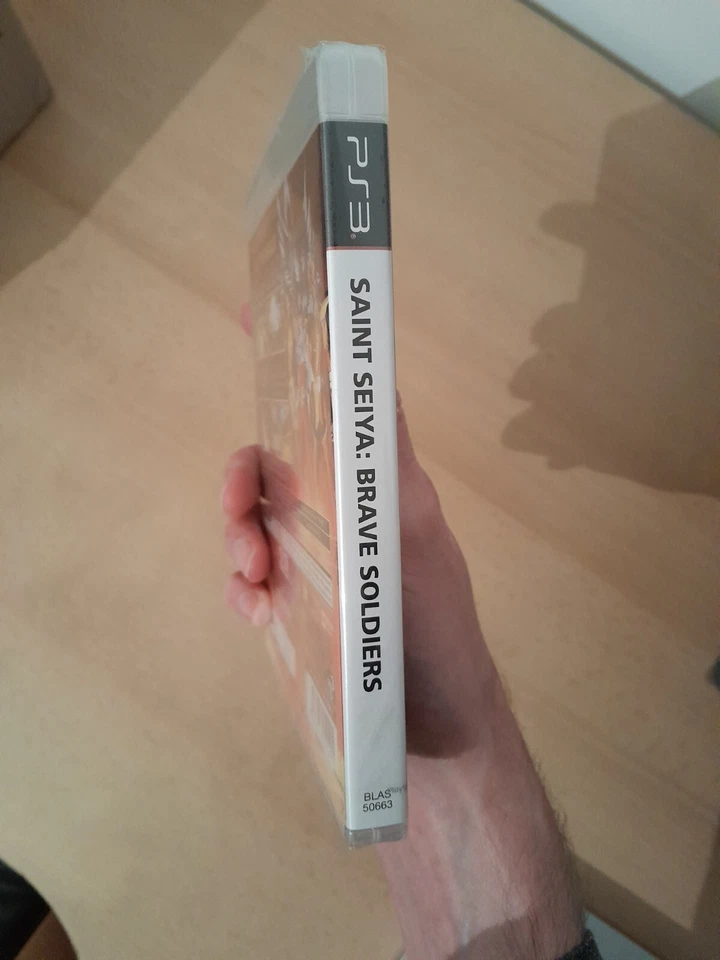 PS3
SAINT SEIYA: BRAVE SOLDIERS
BLAS
50663